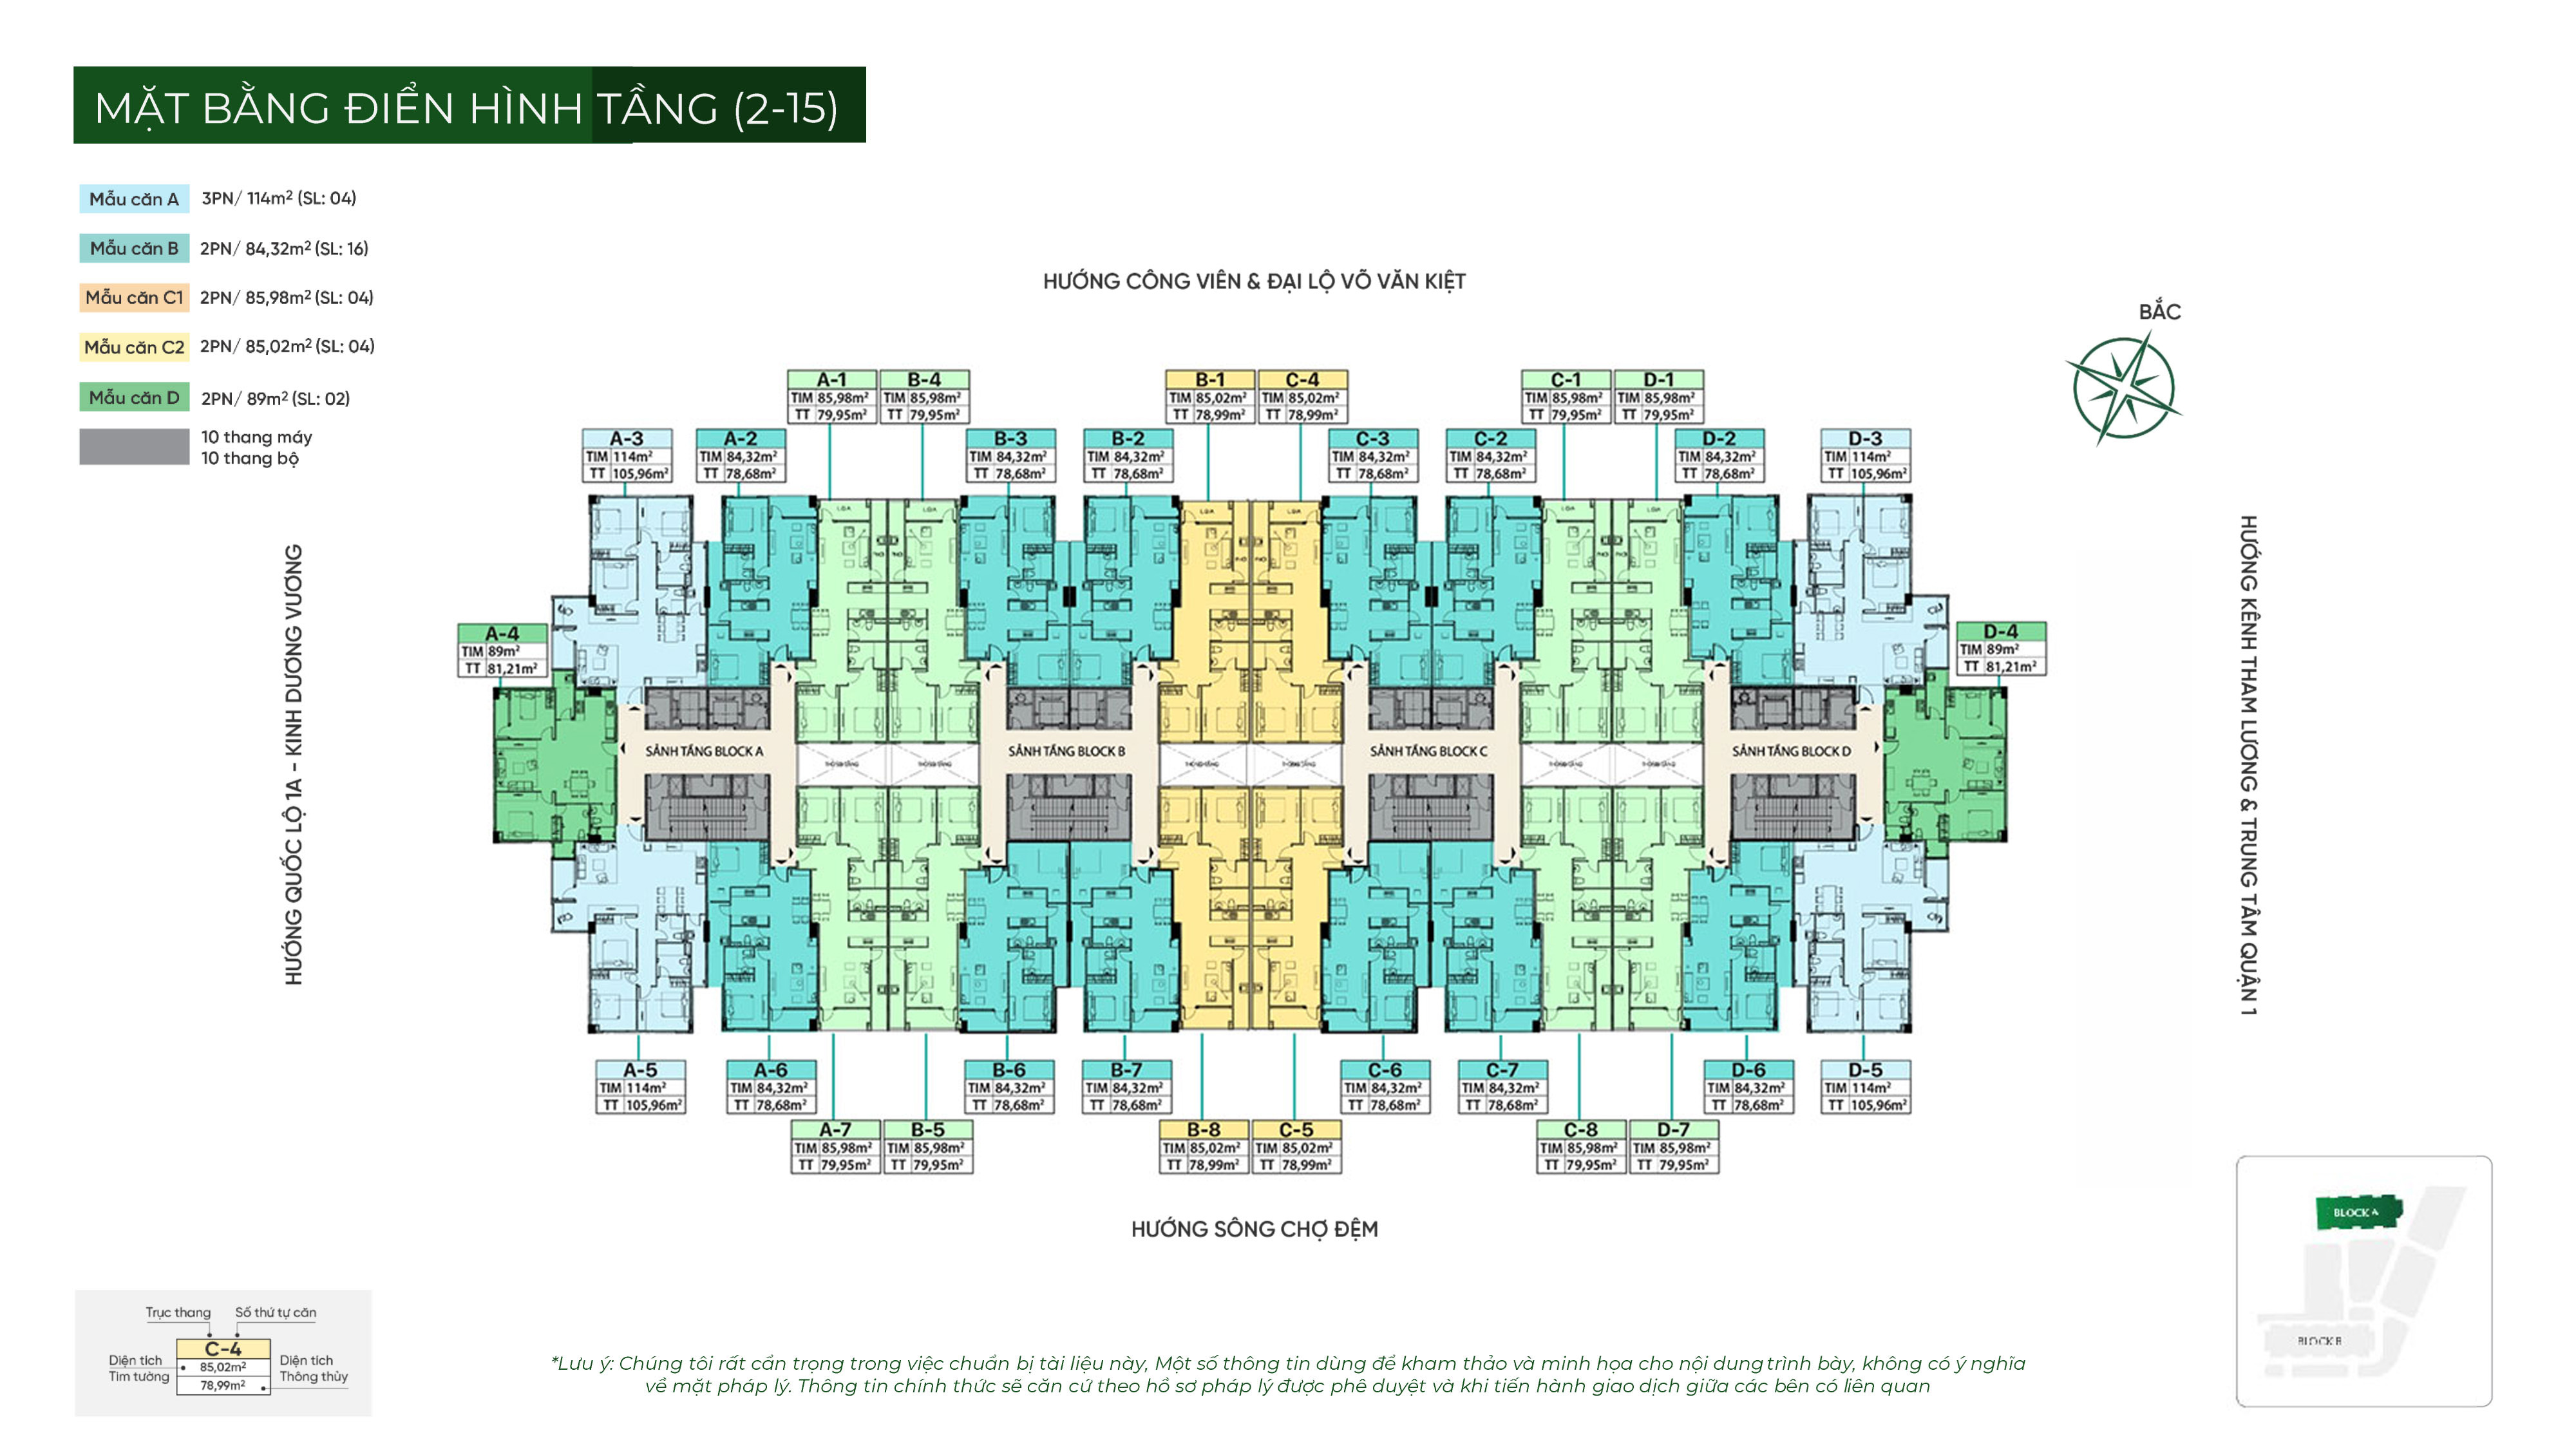 MẶT BẰNG ĐIỂN HÌNH TẦNG (2-15)
Mẫu căn A 3PN/ 114m² (SL: 04)
Mẫu căn B 2PN/ 84,32m² (SL: 16)
Mẫu căn C1 2PN/ 85,98m² (SL: 04)
Mẫu căn C2 2PN/ 85,02m² (SL: 04)
Mẫu căn D 2PN/ 89m² (SL: 02)
10 thang máy
10 thang bộ
HƯỚNG CÔNG VIÊN & ĐẠI LỘ VÕ VĂN KIỆT
BẮC
A-1 B-4 B-1 C-4 C-1 D-1
TIM 85,98m² TIM 85,98m² TIM 85,02m² TIM 85,02m² TIM 85,98m² TIM 85,98m²
TT 79,95m² TT 79,95m² TT 78,99m² TT 78,99m² TT 79,95m² TT 79,95m²
A-3 A-2 B-3 B-2 C-3 C-2 D-2 D-3
TIM 114m² TIM 84,32m² TIM 84,32m² TIM 84,32m² TIM 84,32m² TIM 84,32m² TIM 84,32m² TIM 114m²
TT 105,96m² TT 78,68m² TT 78,68m² TT 78,68m² TT 78,68m² TT 78,68m² TT 78,68m² TT 105,96m²
HƯỚNG QUỐC LỘ 1A - KINH DƯƠNG VƯƠNG
HƯỚNG KÊNH THAM LƯƠNG & TRUNG TÂM QUẬN 1
A-4 D-4
TIM 89m² TIM 89m²
TT 81,21m² TT 81,21m²
SẢNH TẦNG BLOCK A SẢNH TẦNG BLOCK B SẢNH TẦNG BLOCK C SẢNH TẦNG BLOCK D
A-5 A-6 B-6 B-7 C-6 C-7 D-6 D-5
TIM 114m² TIM 84,32m² TIM 84,32m² TIM 84,32m² TIM 84,32m² TIM 84,32m² TIM 84,32m² TIM 114m²
TT 105,96m² TT 78,68m² TT 78,68m² TT 78,68m² TT 78,68m² TT 78,68m² TT 78,68m² TT 105,96m²
A-7 B-5 B-8 C-5 C-8 D-7
TIM 85,98m² TIM 85,98m² TIM 85,02m² TIM 85,02m² TIM 85,98m² TIM 85,98m²
TT 79,95m² TT 79,95m² TT 78,99m² TT 78,99m² TT 79,95m² TT 79,95m²
HƯỚNG SÔNG CHỢ ĐỆM
BLOCK A
BLOCK B
Trục thang Số thứ tự căn
C-4
Diện tích Tim tường 85,02m²
78,99m² Diện tích Thông thủy
*Lưu ý: Chúng tôi rất cẩn trọng trong việc chuẩn bị tài liệu này, Một số thông tin dùng để kham thảo và minh họa cho nội dung trình bày, không có ý nghĩa
về mặt pháp lý. Thông tin chính thức sẽ căn cứ theo hồ sơ pháp lý được phê duyệt và khi tiến hành giao dịch giữa các bên có liên quan